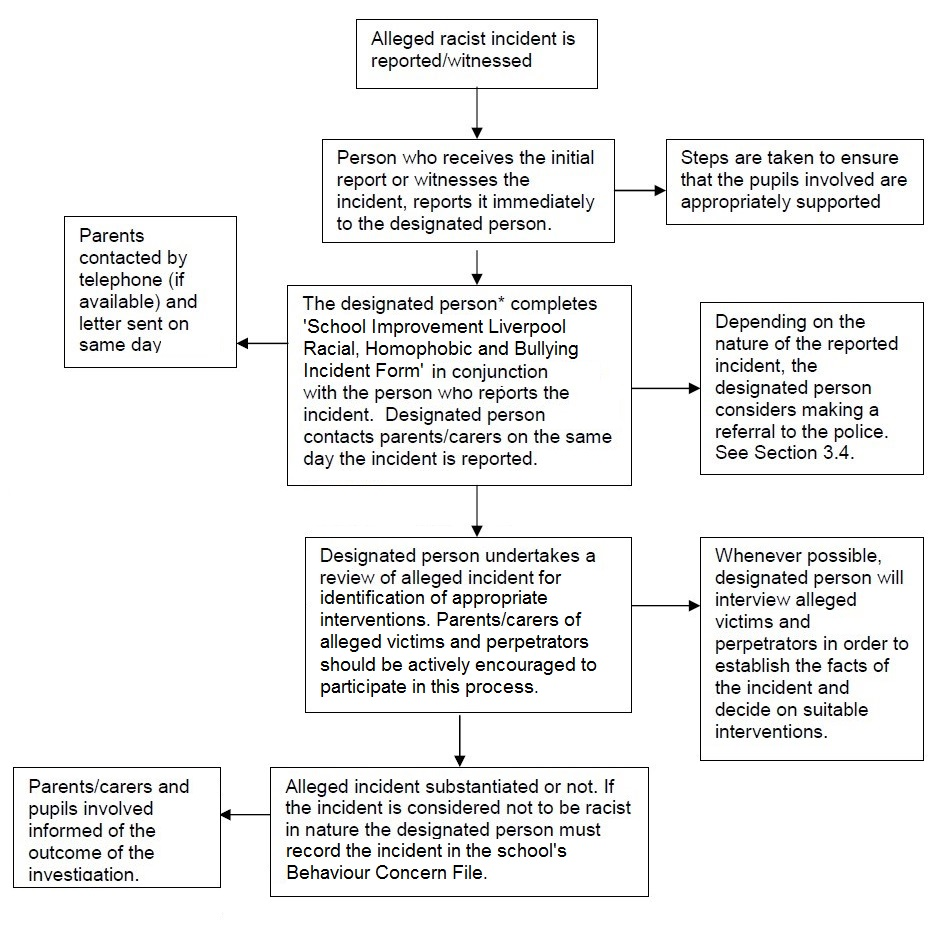 Alleged racist incident is
reported/witnessed
Person who receives the initial
report or witnesses the
incident, reports it immediately
to the designated person.
Steps are taken to ensure
that the pupils involved are
appropriately supported
Parents
contacted by
telephone (if
available) and
letter sent on
same day
The designated person* completes
'School Improvement Liverpool
Racial, Homophobic and Bullying
Incident Form' in conjunction
with the person who reports the
incident.  Designated person
contacts parents/carers on the same
day the incident is reported.
Depending on the
nature of the reported
incident, the
designated person
considers making a
referral to the police.
See Section 3.4.
Designated person undertakes a
review of alleged incident for
identification of appropriate
interventions. Parents/carers of
alleged victims and perpetrators
should be actively encouraged to
participate in this process.
Whenever possible,
designated person will
interview alleged
victims and
perpetrators in order to
establish the facts of
the incident and
decide on suitable
interventions.
Parents/carers and
pupils involved
informed of the
outcome of the
investigation.
Alleged incident substantiated or not. If
the incident is considered not to be racist
in nature the designated person must
record the incident in the school's
Behaviour Concern File.